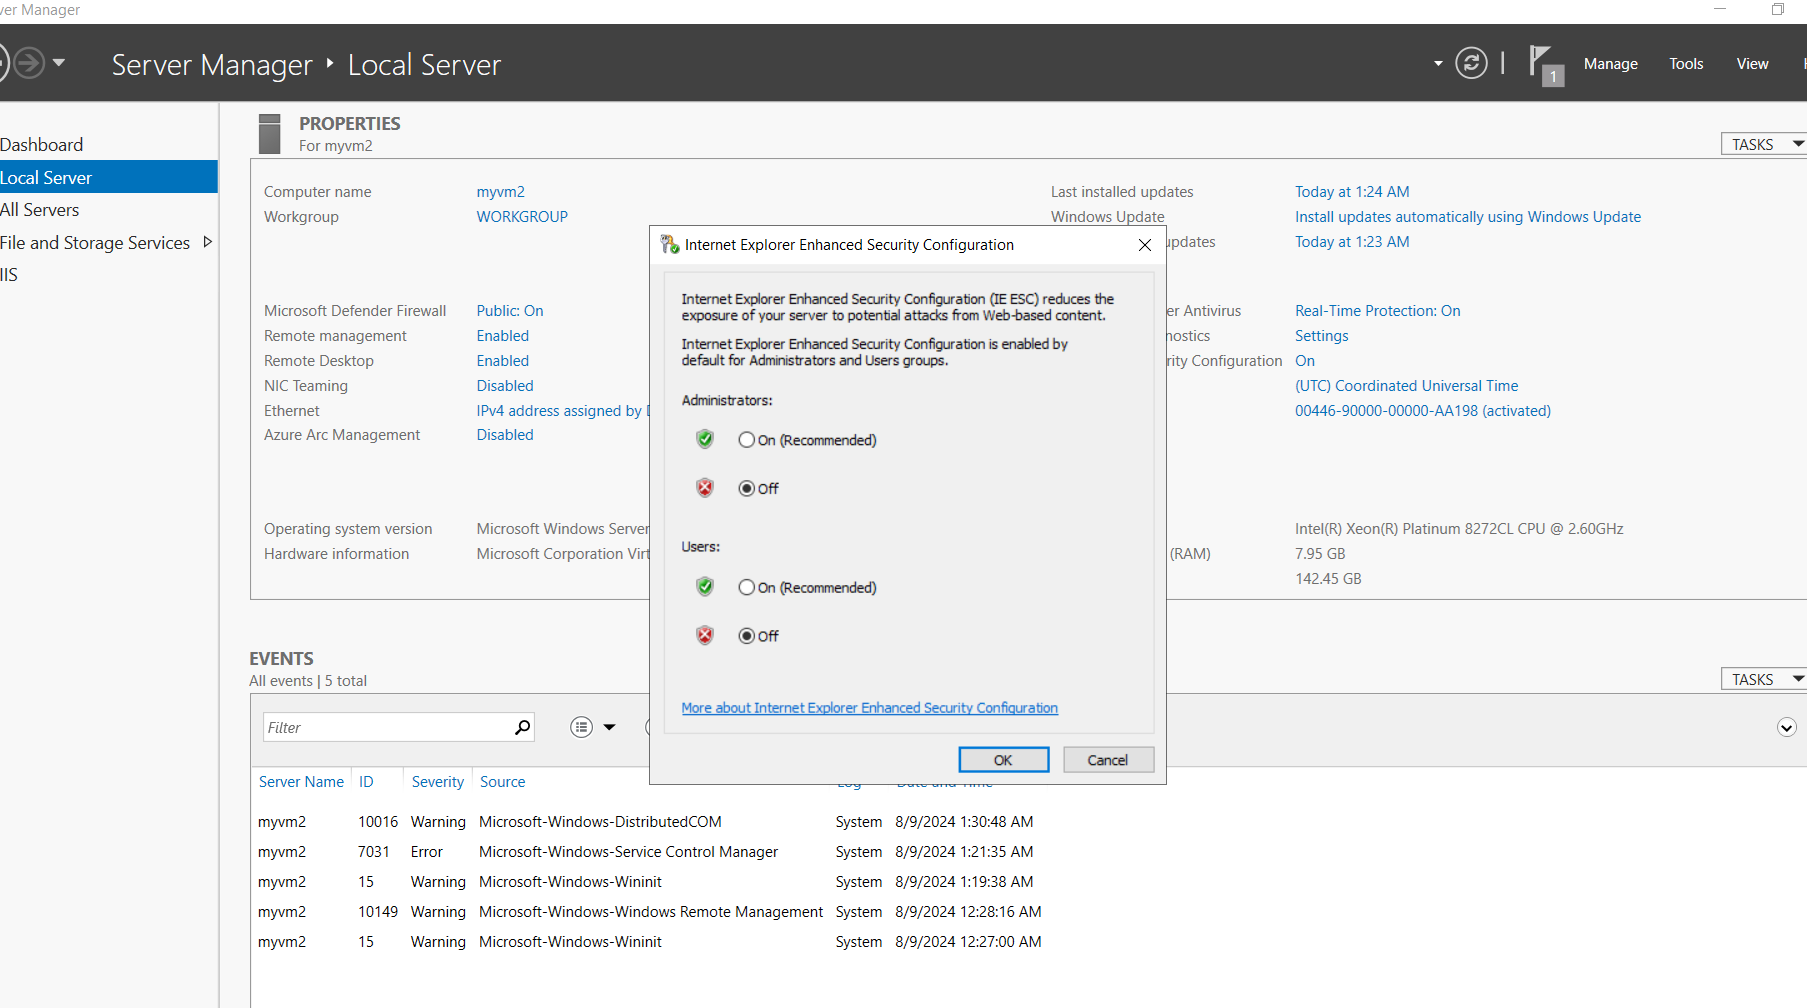 ver Manager
Server Manager ‣ Local Server
1
Manage
Tools
View
Dashboard
Local Server
All Servers
File and Storage Services
IIS
PROPERTIES
For myvm2
TASKS
Computer name
myvm2
Workgroup
WORKGROUP
Last installed updates
Today at 1:24 AM
Windows Update
Install updates automatically using Windows Update
updates
Today at 1:23 AM
Microsoft Defender Firewall
Public: On
Remote management
Enabled
Remote Desktop
Enabled
NIC Teaming
Disabled
Ethernet
IPv4 address assigned by
Azure Arc Management
Disabled
er Antivirus
Real-Time Protection: On
nostics
Settings
rity Configuration
On
(UTC) Coordinated Universal Time
00446-90000-00000-AA198 (activated)
Operating system version
Microsoft Windows Server
Hardware information
Microsoft Corporation Virt
Intel(R) Xeon(R) Platinum 8272CL CPU @ 2.60GHz
(RAM)
7.95 GB
142.45 GB
Internet Explorer Enhanced Security Configuration
Internet Explorer Enhanced Security Configuration (IE ESC) reduces the
exposure of your server to potential attacks from Web-based content.
Internet Explorer Enhanced Security Configuration is enabled by
default for Administrators and Users groups.
Administrators:
On (Recommended)
Off
Users:
On (Recommended)
Off
More about Internet Explorer Enhanced Security Configuration
OK
Cancel
EVENTS
All events | 5 total
TASKS
Filter
Server Name ID Severity Source Log Date and Time
myvm2 10016 Warning Microsoft-Windows-DistributedCOM System 8/9/2024 1:30:48 AM
myvm2 7031 Error Microsoft-Windows-Service Control Manager System 8/9/2024 1:21:35 AM
myvm2 15 Warning Microsoft-Windows-Wininit System 8/9/2024 1:19:38 AM
myvm2 10149 Warning Microsoft-Windows-Windows Remote Management System 8/9/2024 12:28:16 AM
myvm2 15 Warning Microsoft-Windows-Wininit System 8/9/2024 12:27:00 AM